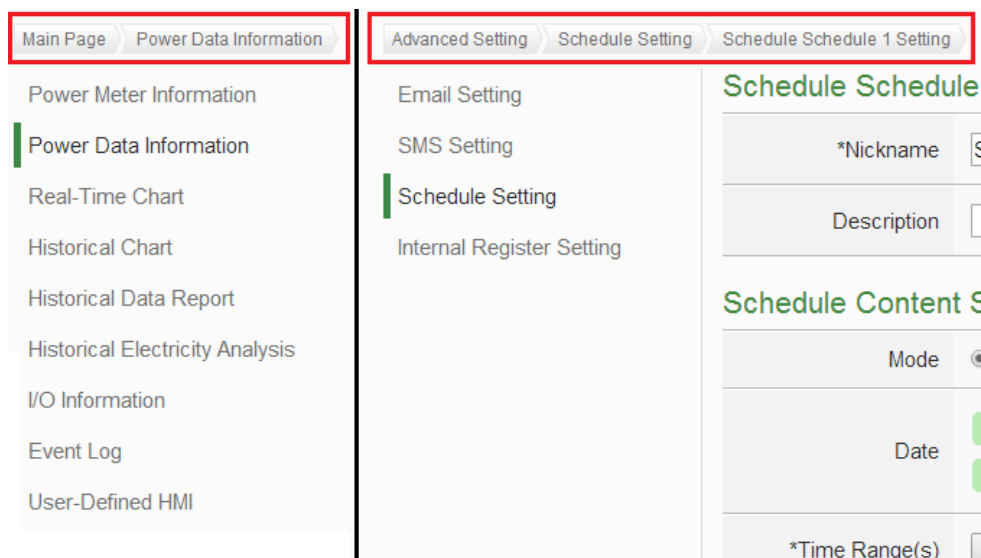 Main Page Power Data Information
Power Meter Information
Power Data Information
Real-Time Chart
Historical Chart
Historical Data Report
Historical Electricity Analysis
I/O Information
Event Log
User-Defined HMI
Advanced Setting Schedule Setting Schedule Schedule 1 Setting
Email Setting
SMS Setting
Schedule Setting
Internal Register Setting
Schedule Schedule
*Nickname S
Description
Schedule Content S
Mode
Date
*Time Range(s)